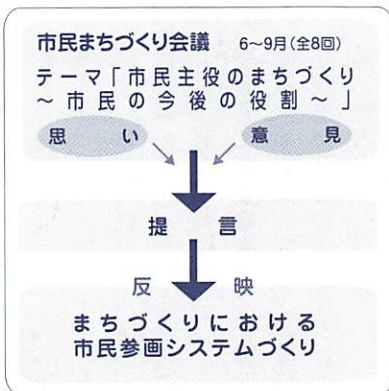 市民まちづくり会議 6〜9月(全8回)
テーマ「市民主役のまちづくり
〜市民の今後の役割〜」
思い 意見
提言
反映
まちづくりにおける
市民参画システムづくり